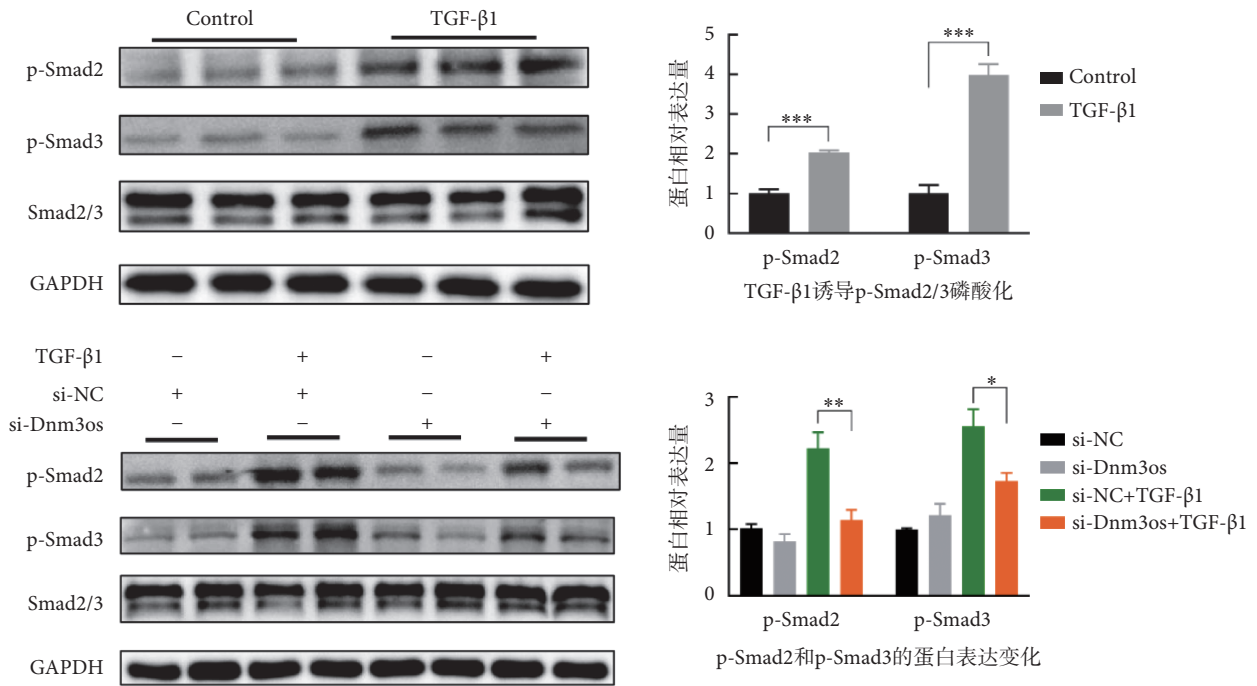 Control TGF-β1
p-Smad2
p-Smad3
Smad2/3
GAPDH
蛋白相对表达量
5
4
3
2
1
0
***
***
p-Smad2 p-Smad3
Control
TGF-β1
TGF-β1诱导p-Smad2/3磷酸化
TGF-β1 − + − +
si-NC + + − −
si-Dnm3os − − + +
p-Smad2
p-Smad3
Smad2/3
GAPDH
蛋白相对表达量
3
2
1
0
**
*
p-Smad2 p-Smad3
si-NC
si-Dnm3os
si-NC+TGF-β1
si-Dnm3os+TGF-β1
p-Smad2和p-Smad3的蛋白表达变化